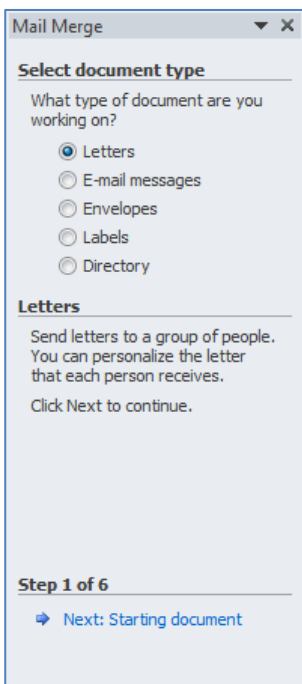 Mail Merge
Select document type
What type of document are you
working on?
Letters
E-mail messages
Envelopes
Labels
Directory
Letters
Send letters to a group of people.
You can personalize the letter
that each person receives.
Click Next to continue.
Step 1 of 6
Next: Starting document